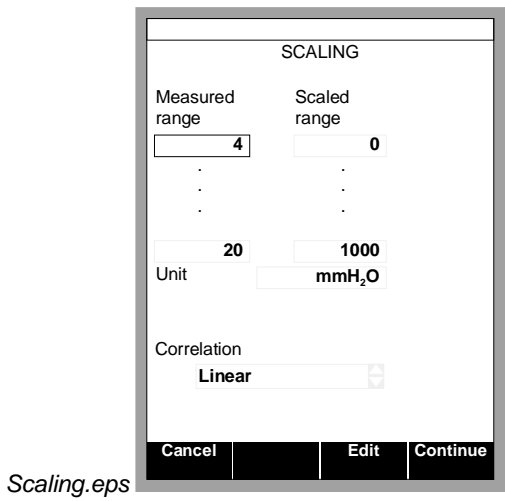 SCALING
Measured Scaled
range range
4 0
. .
. .
. .
20 1000
Unit mmH₂O
Correlation
Linear
Cancel Edit Continue
Scaling.eps